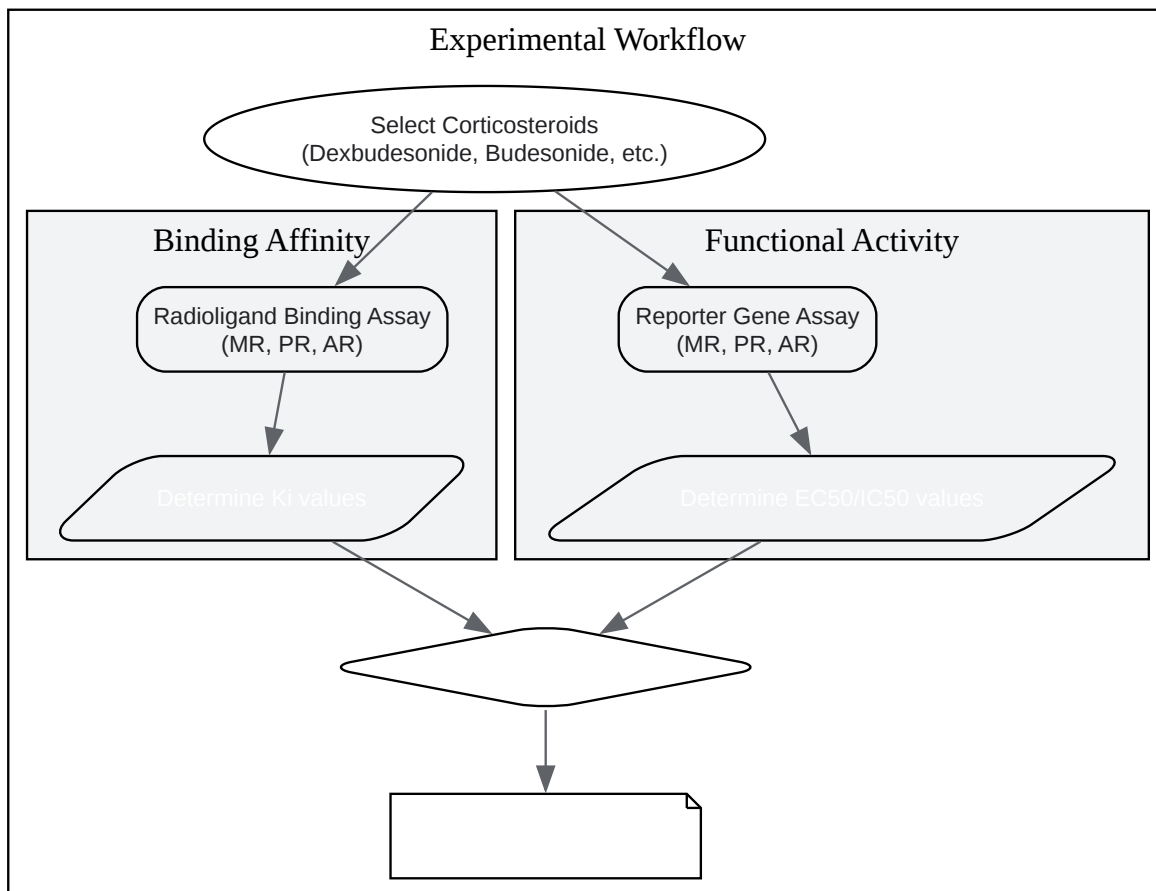 Experimental Workflow
Select Corticosteroids
(Dexbudesonide, Budesonide, etc.)
Binding Affinity
Functional Activity
Radioligand Binding Assay
(MR, PR, AR)
Reporter Gene Assay
(MR, PR, AR)
Determine Ki values
Determine EC50/IC50 values